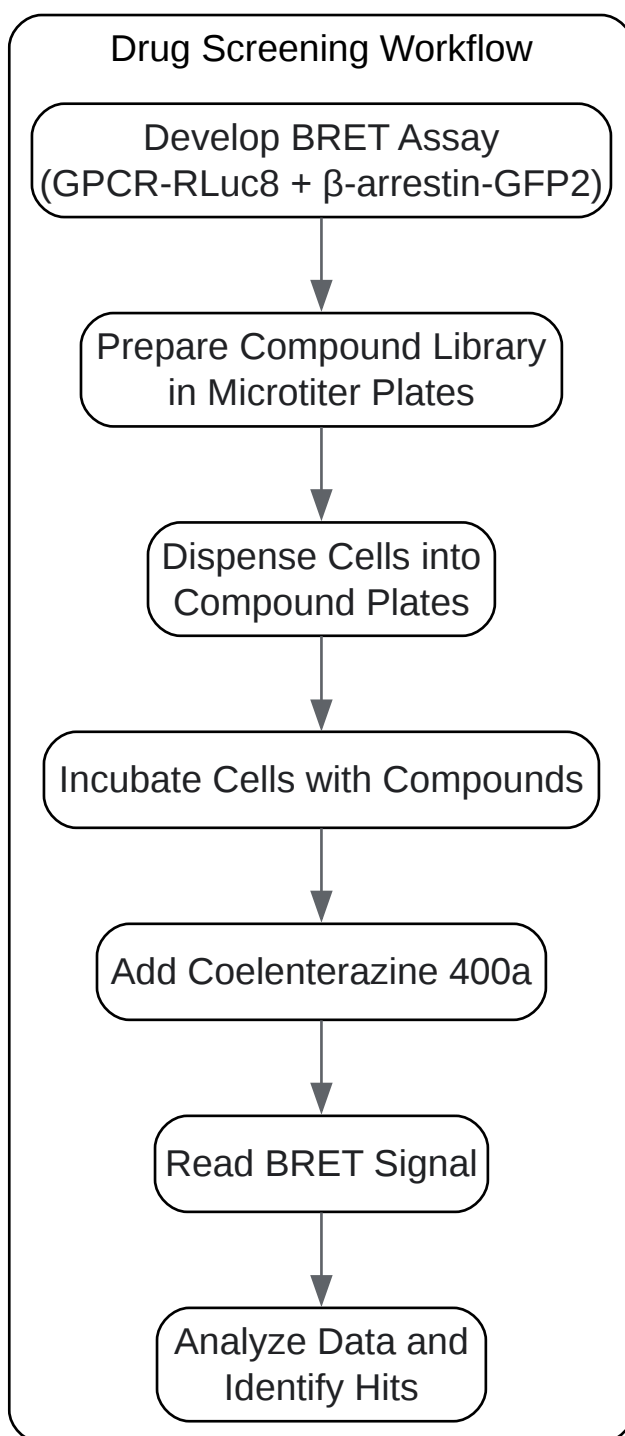 Drug Screening Workflow
Develop BRET Assay
(GPCR-RLuc8 + β-arrestin-GFP2)
Prepare Compound Library
in Microtiter Plates
Dispense Cells into
Compound Plates
Incubate Cells with Compounds
Add Coelenterazine 400a
Read BRET Signal
Analyze Data and
Identify Hits